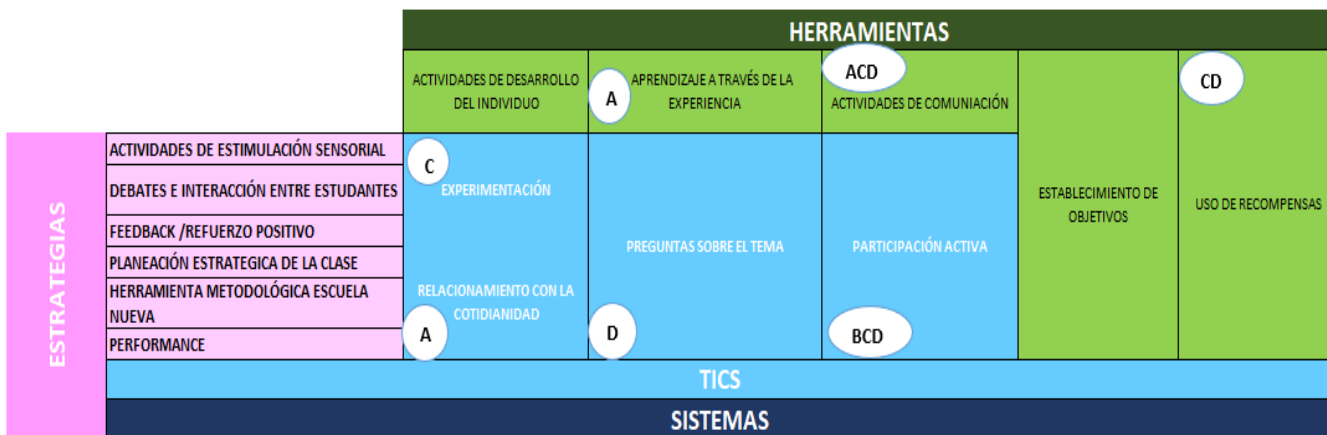 HERRAMIENTAS
ACTIVIDADES DE DESARROLLO
DEL INDIVIDUO
A
APRENDIZAJE A TRAVÉS DE LA
EXPERIENCIA
ACD
ACTIVIDADES DE COMUNIACIÓN
ESTABLECIMIENTO DE
OBJETIVOS
CD
USO DE RECOMPENSAS
ESTRATEGIAS
ACTIVIDADES DE ESTIMULACIÓN SENSORIAL
DEBATES E INTERACCIÓN ENTRE ESTUDANTES
FEEDBACK /REFUERZO POSITIVO
PLANEACIÓN ESTRATEGICA DE LA CLASE
HERRAMIENTA METODOLÓGICA ESCUELA
NUEVA
PERFORMANCE
C
EXPERIMENTACIÓN
RELACIONAMIENTO CON LA
COTIDIANIDAD
A
PREGUNTAS SOBRE EL TEMA
D
PARTICIPACIÓN ACTIVA
BCD
TICS
SISTEMAS